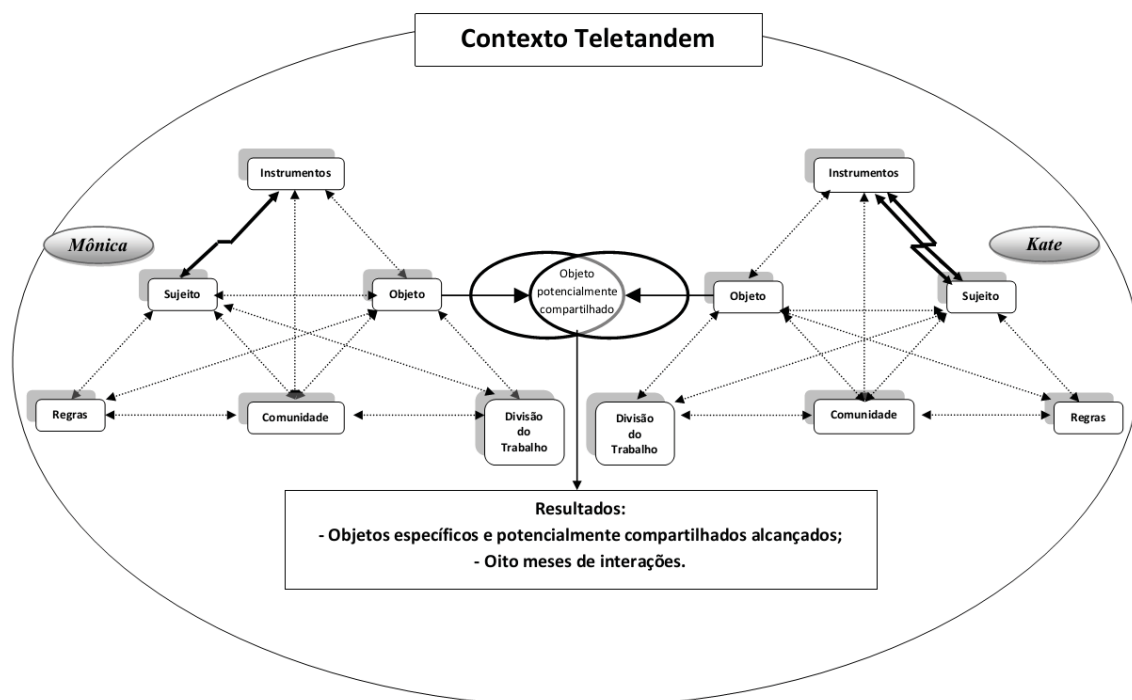 Contexto Teletandem
Instrumentos
Instrumentos
Mônica
Kate
Sujeito
Objeto
Objeto
potencialmente
compartilhado
Objeto
Sujeito
Regras
Comunidade
Divisão
do
Trabalho
Divisão
do
Trabalho
Comunidade
Regras
Resultados:
- Objetos específicos e potencialmente compartilhados alcançados;
- Oito meses de interações.